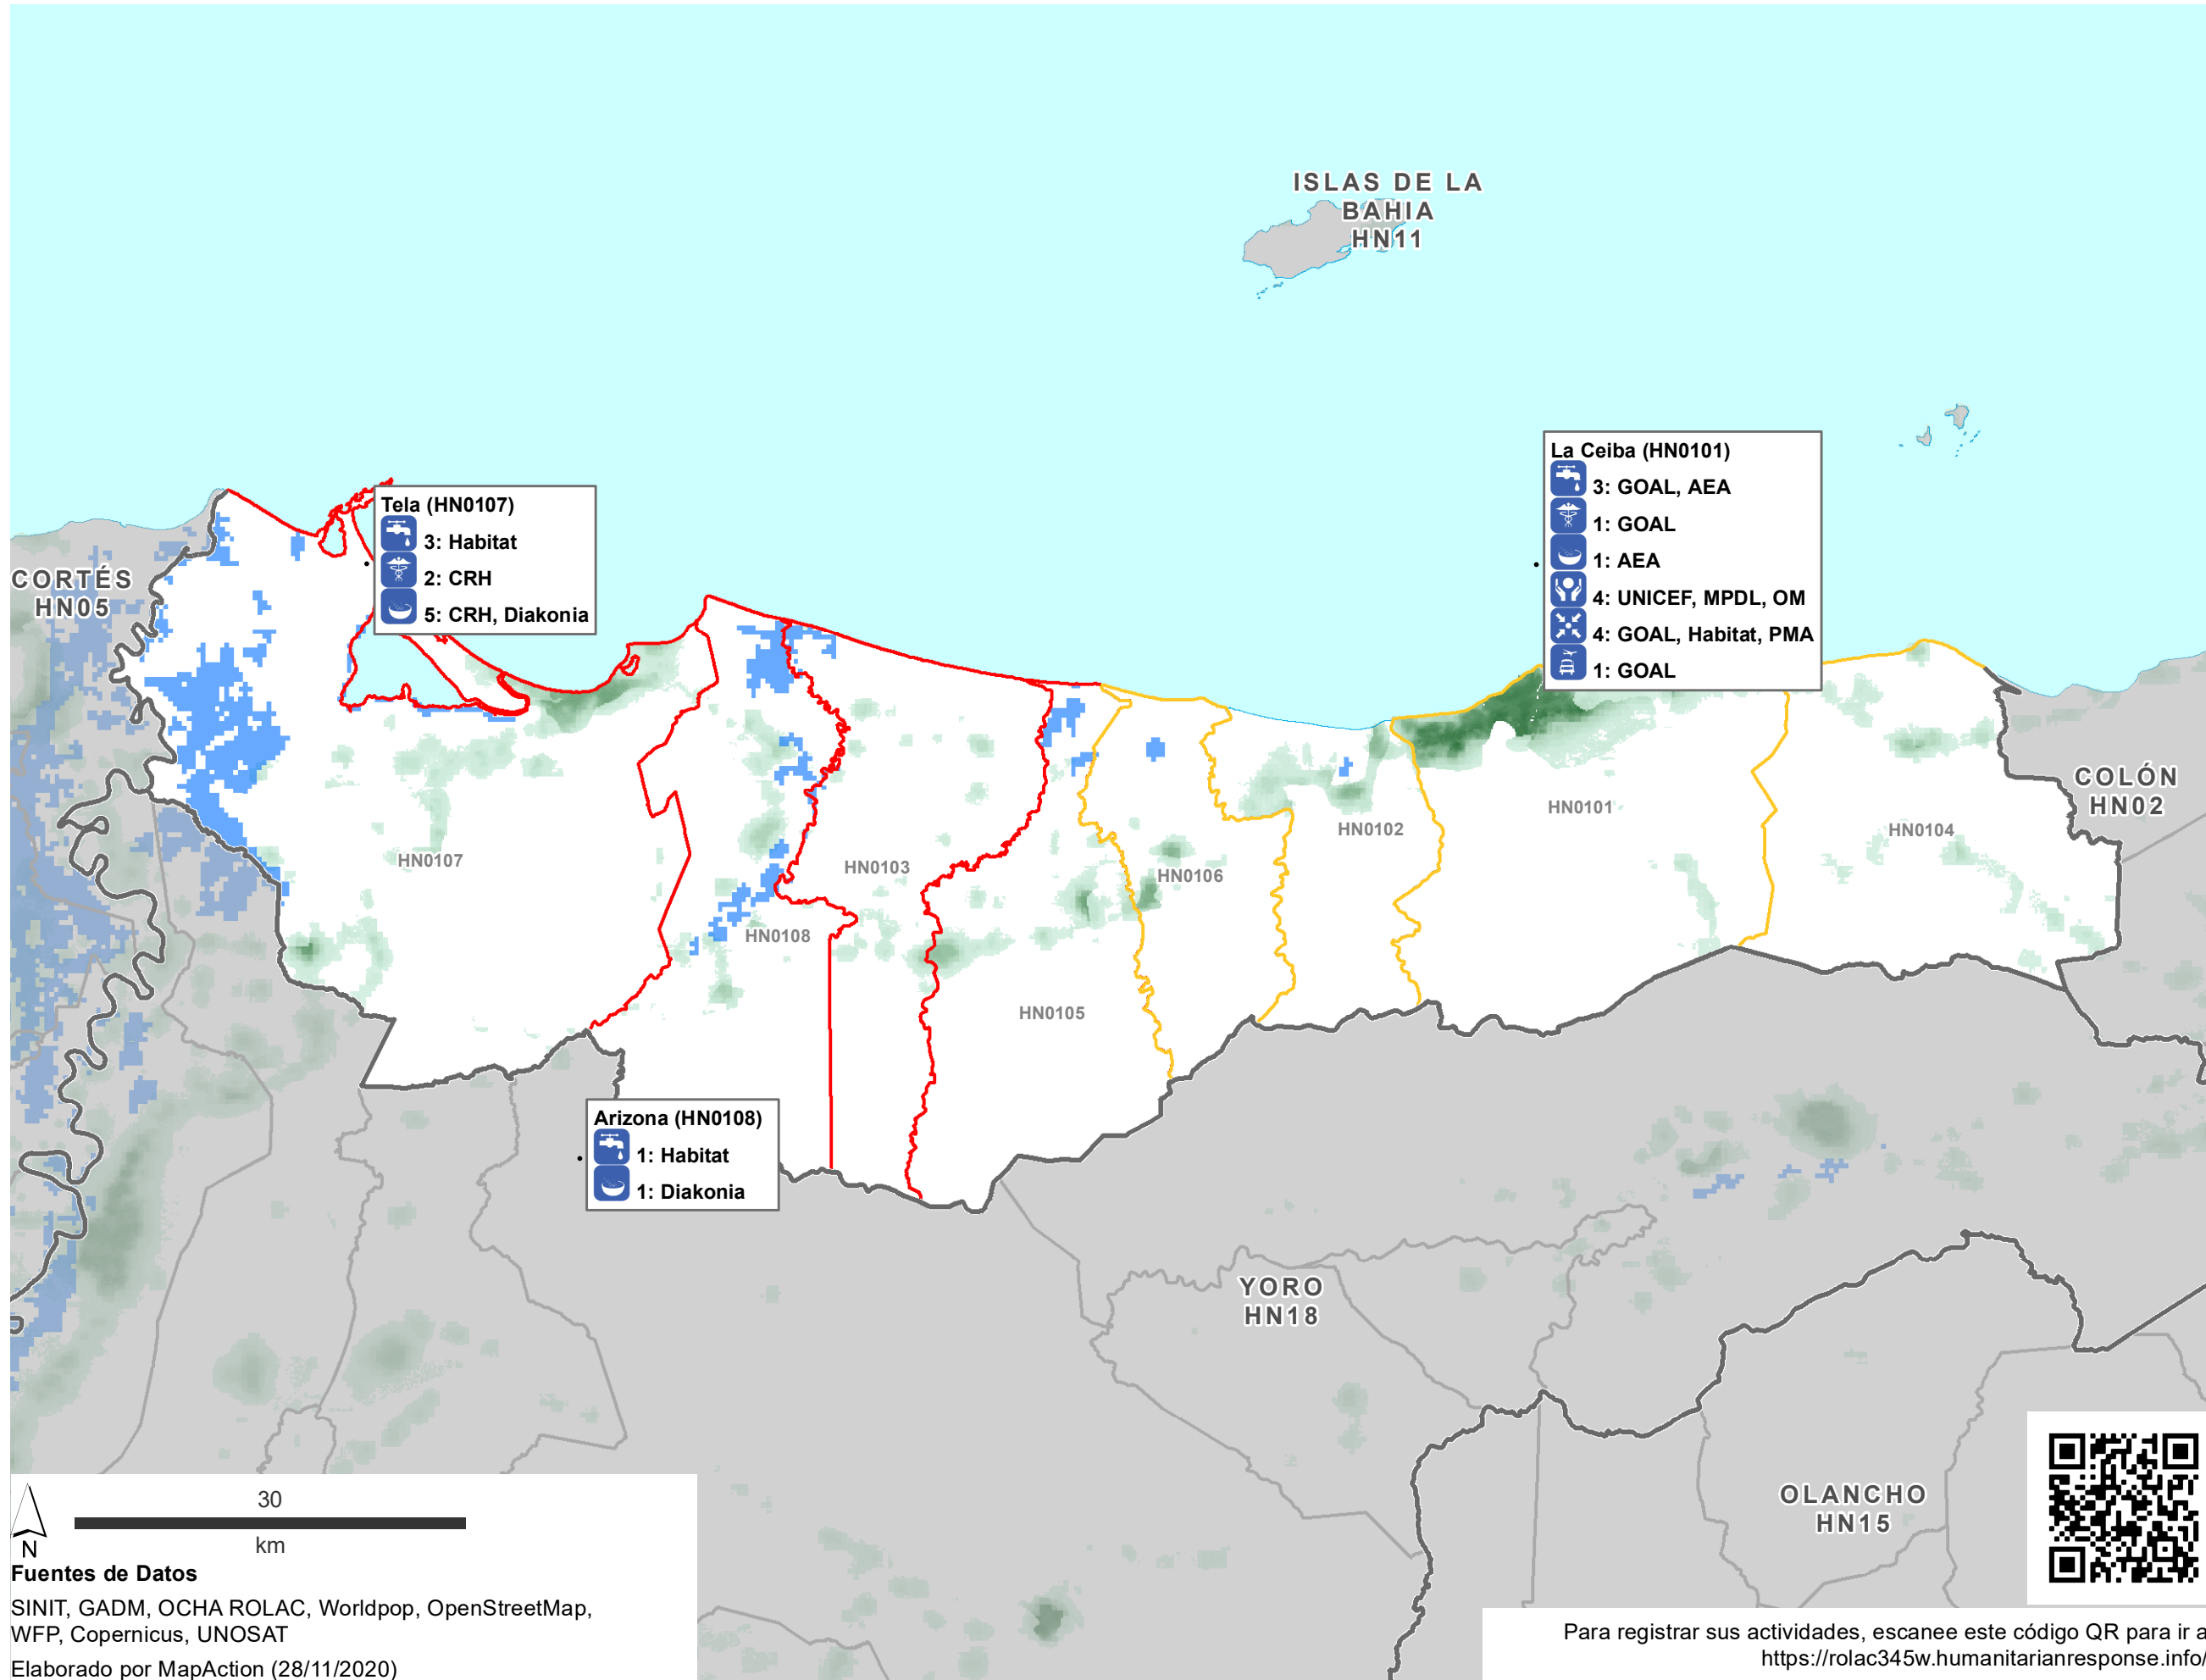 ISLAS DE LA
BAHIA
HN11
La Ceiba (HN0101)
3: GOAL, AEA
1: GOAL
1: AEA
4: UNICEF, MPDL, OM
4: GOAL, Habitat, PMA
1: GOAL
Tela (HN0107)
3: Habitat
2: CRH
5: CRH, Diakonia
CORTÉS
HN05
COLÓN
HN02
HN0101
HN0102
HN0104
HN0107
HN0103
HN0106
HN0108
HN0105
Arizona (HN0108)
1: Habitat
1: Diakonia
YORO
HN18
OLANCHO
HN15
30
km
N
Fuentes de Datos
SINIT, GADM, OCHA ROLAC, Worldpop, OpenStreetMap,
WFP, Copernicus, UNOSAT
Elaborado por MapAction (28/11/2020)
Para registrar sus actividades, escanee este código QR para ir a
https://rolac345w.humanitarianresponse.info/